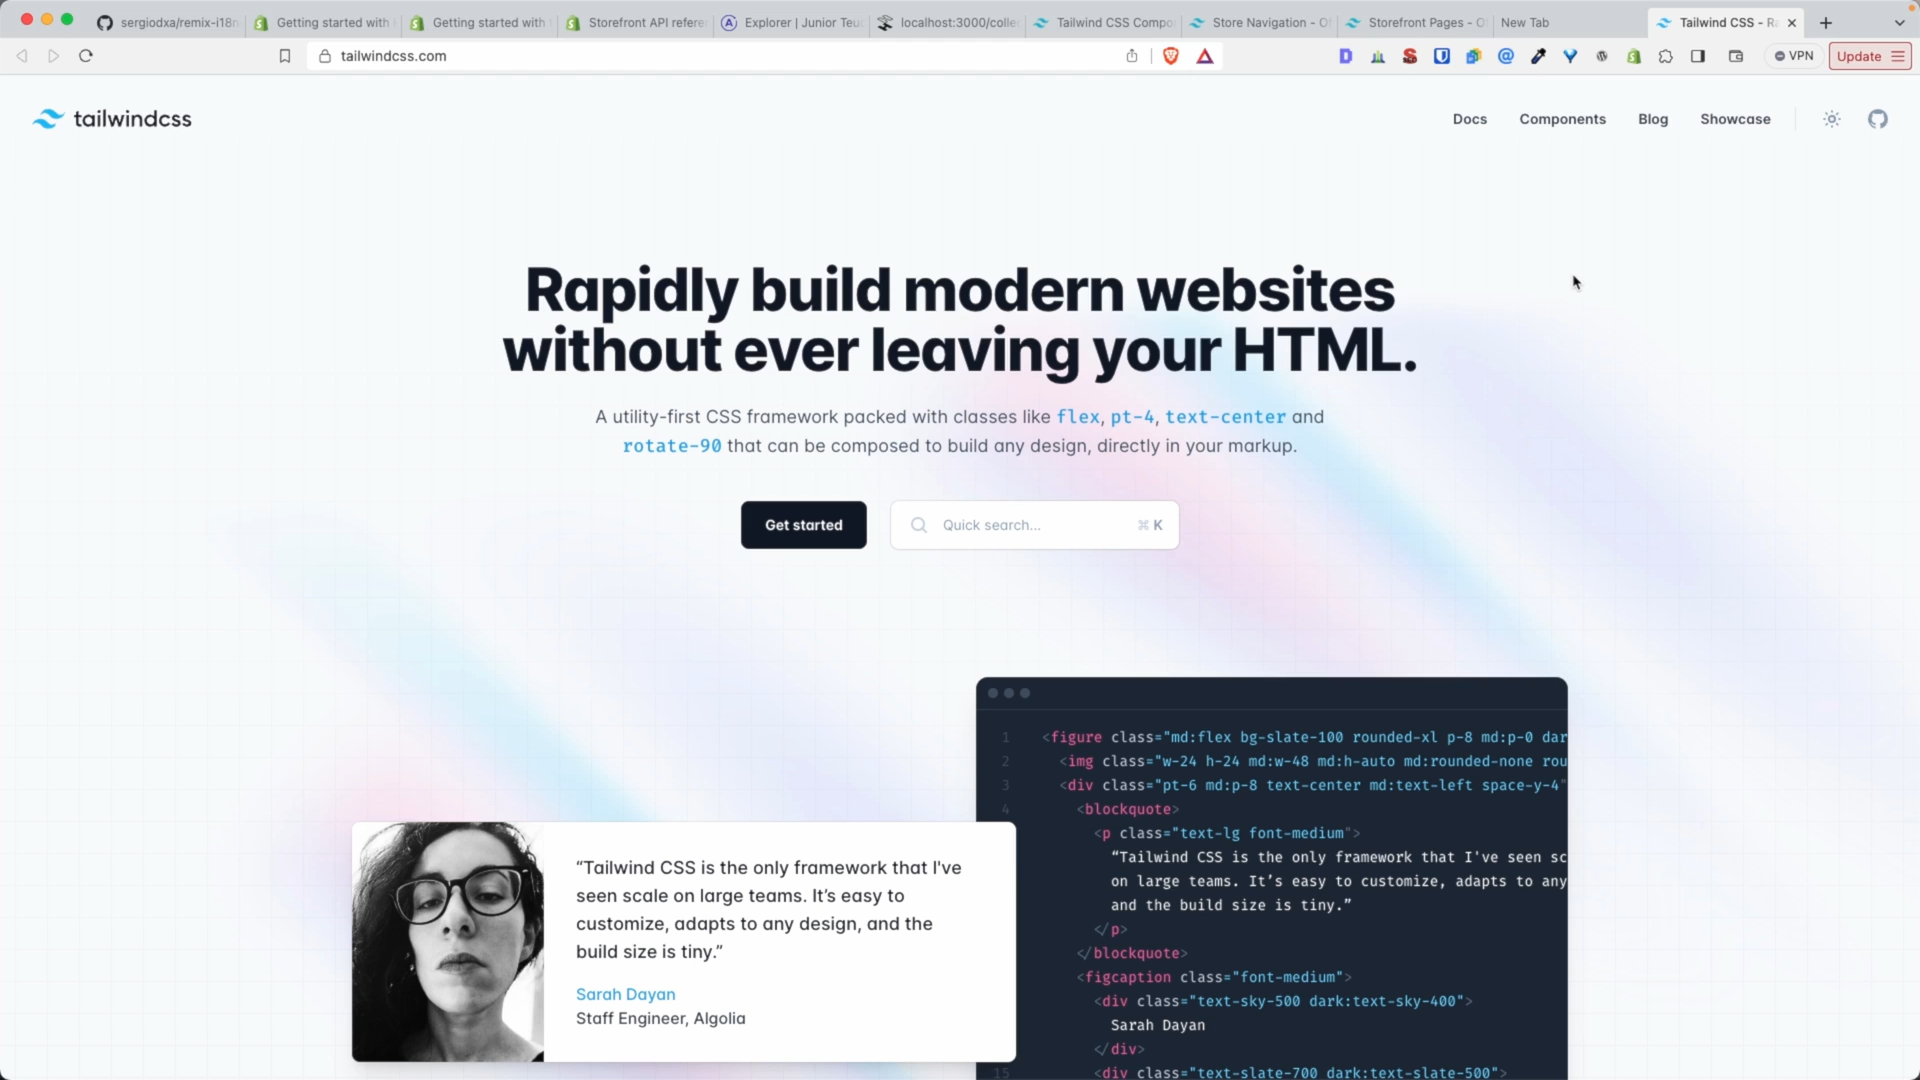 sergiodxa/remix-i18n
Getting started with
Getting started with
Storefront API refere
Explorer | Junior Teu
localhost:3000/colle
Tailwind CSS Compo
Store Navigation - Of
Storefront Pages - O
New Tab
Tailwind CSS - Ra
tailwindcss.com
VPN
Update
tailwindcss
Docs
Components
Blog
Showcase
Rapidly build modern websites
without ever leaving your HTML.
A utility-first CSS framework packed with classes like flex, pt-4, text-center and
rotate-90 that can be composed to build any design, directly in your markup.
Get started
Quick search...
⌘ K
“Tailwind CSS is the only framework that I've
seen scale on large teams. It’s easy to
customize, adapts to any design, and the
build size is tiny.”
Sarah Dayan
Staff Engineer, Algolia
1 <figure class="md:flex bg-slate-100 rounded-xl p-8 md:p-0 dar
2 <img class="w-24 h-24 md:w-48 md:h-auto md:rounded-none rou
3 <div class="pt-6 md:p-8 text-center md:text-left space-y-4"
4 <blockquote>
<p class="text-lg font-medium">
“Tailwind CSS is the only framework that I've seen sc
on large teams. It’s easy to customize, adapts to any
and the build size is tiny.”
</p>
</blockquote>
<figcaption class="font-medium">
<div class="text-sky-500 dark:text-sky-400">
Sarah Dayan
</div>
15 <div class="text-slate-700 dark:text-slate-500">